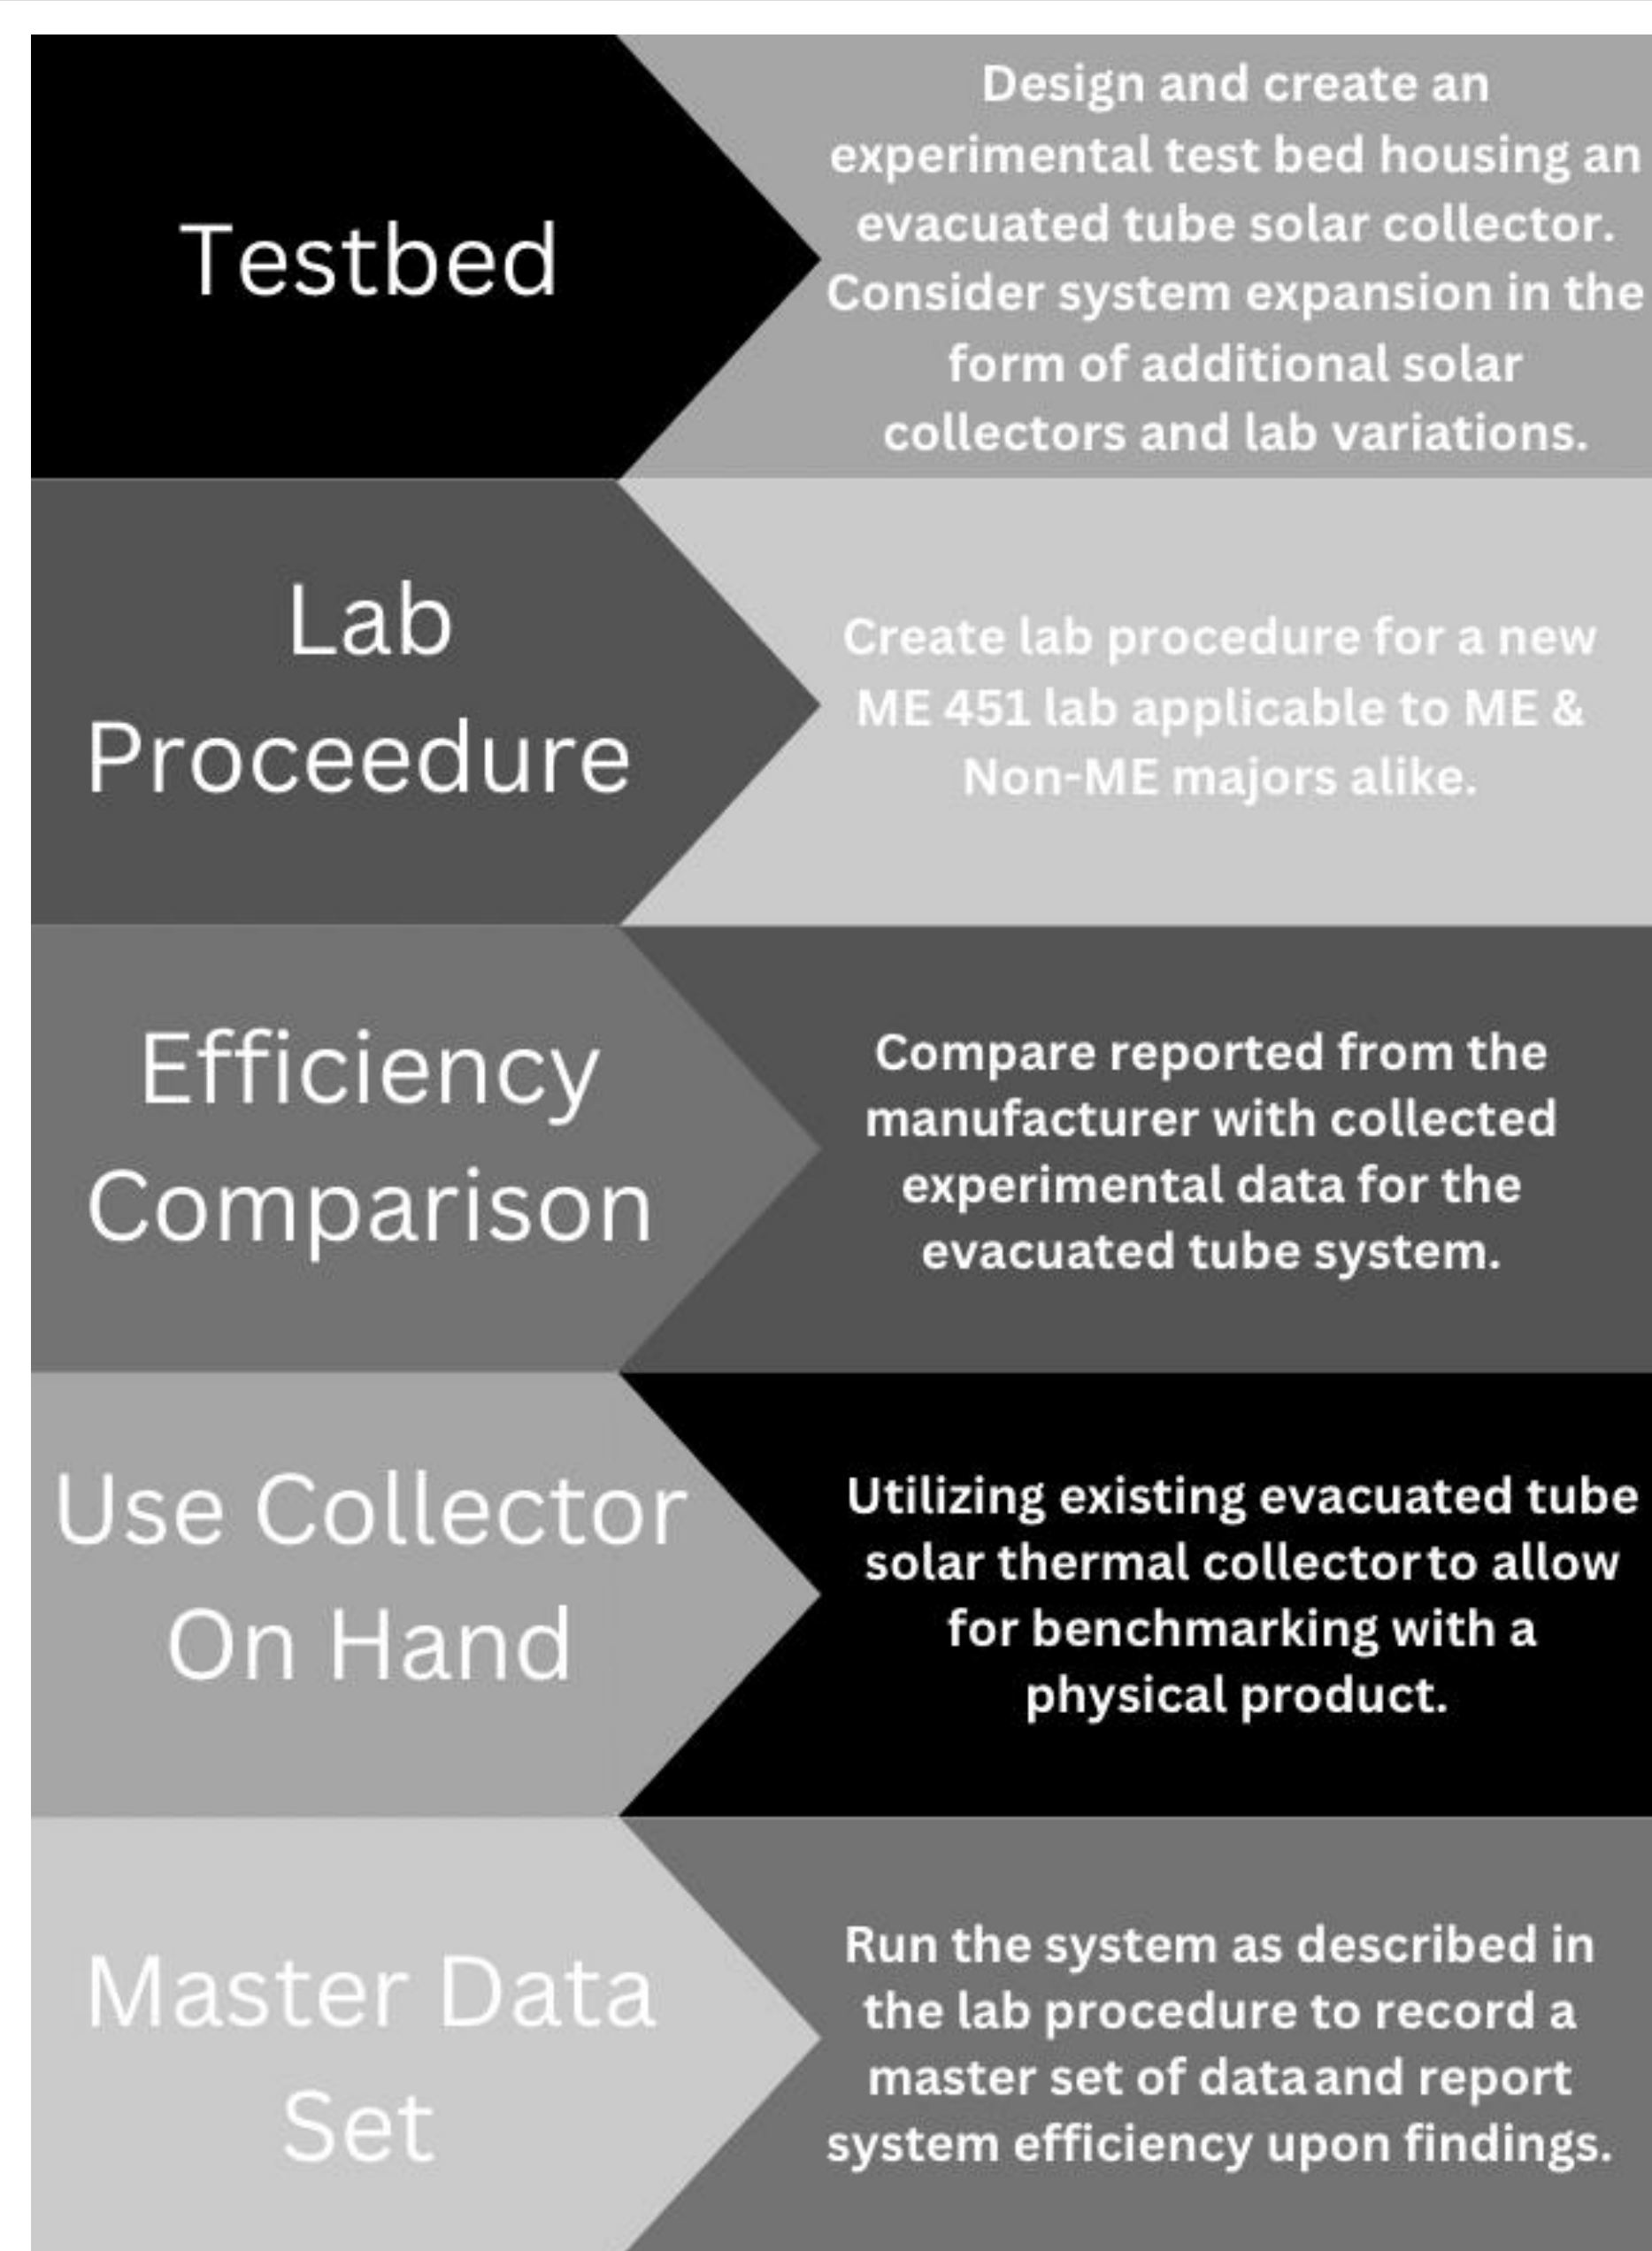 Testbed
Design and create an
experimental test bed housing an
evacuated tube solar collector.
Consider system expansion in the
form of additional solar
collectors and lab variations.
Lab
Proceedure
Create lab procedure for a new
ME 451 lab applicable to ME &
Non-ME majors alike.
Efficiency
Comparison
Compare reported from the
manufacturer with collected
experimental data for the
evacuated tube system.
Use Collector
On Hand
Utilizing existing evacuated tube
solar thermal collector to allow
for benchmarking with a
physical product.
Master Data
Set
Run the system as described in
the lab procedure to record a
master set of data and report
system efficiency upon findings.